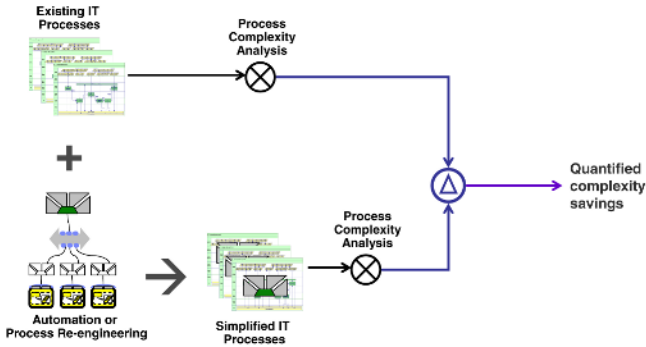 Existing IT
Processes
Process
Complexity
Analysis
Δ
Quantified
complexity
savings
Process
Complexity
Analysis
Automation or
Process Re-engineering
Simplified IT
Processes